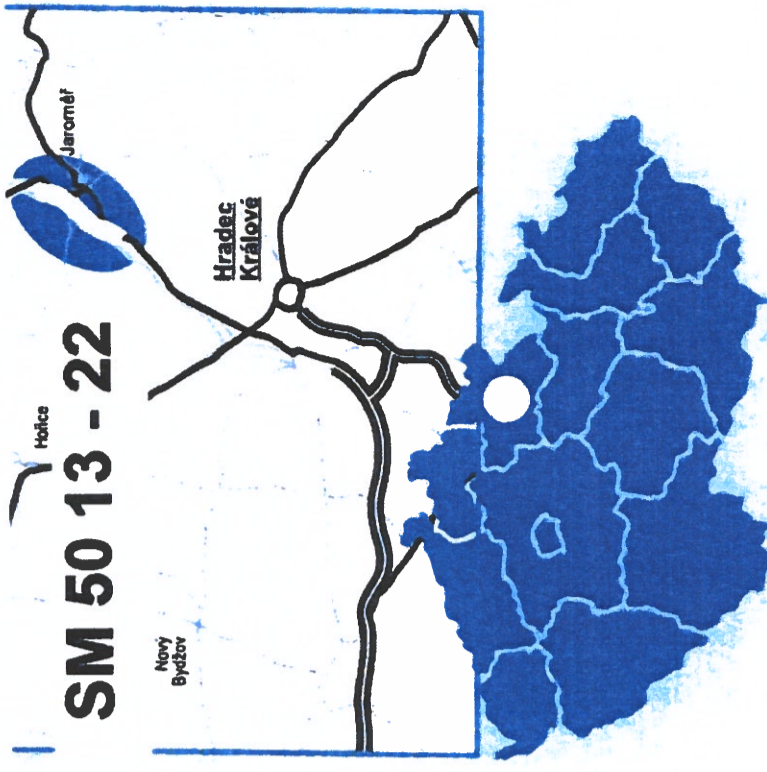 Jaroměř
Hradec
Králové
Hořice
SM 50 13 - 22
Nový
Bydžov